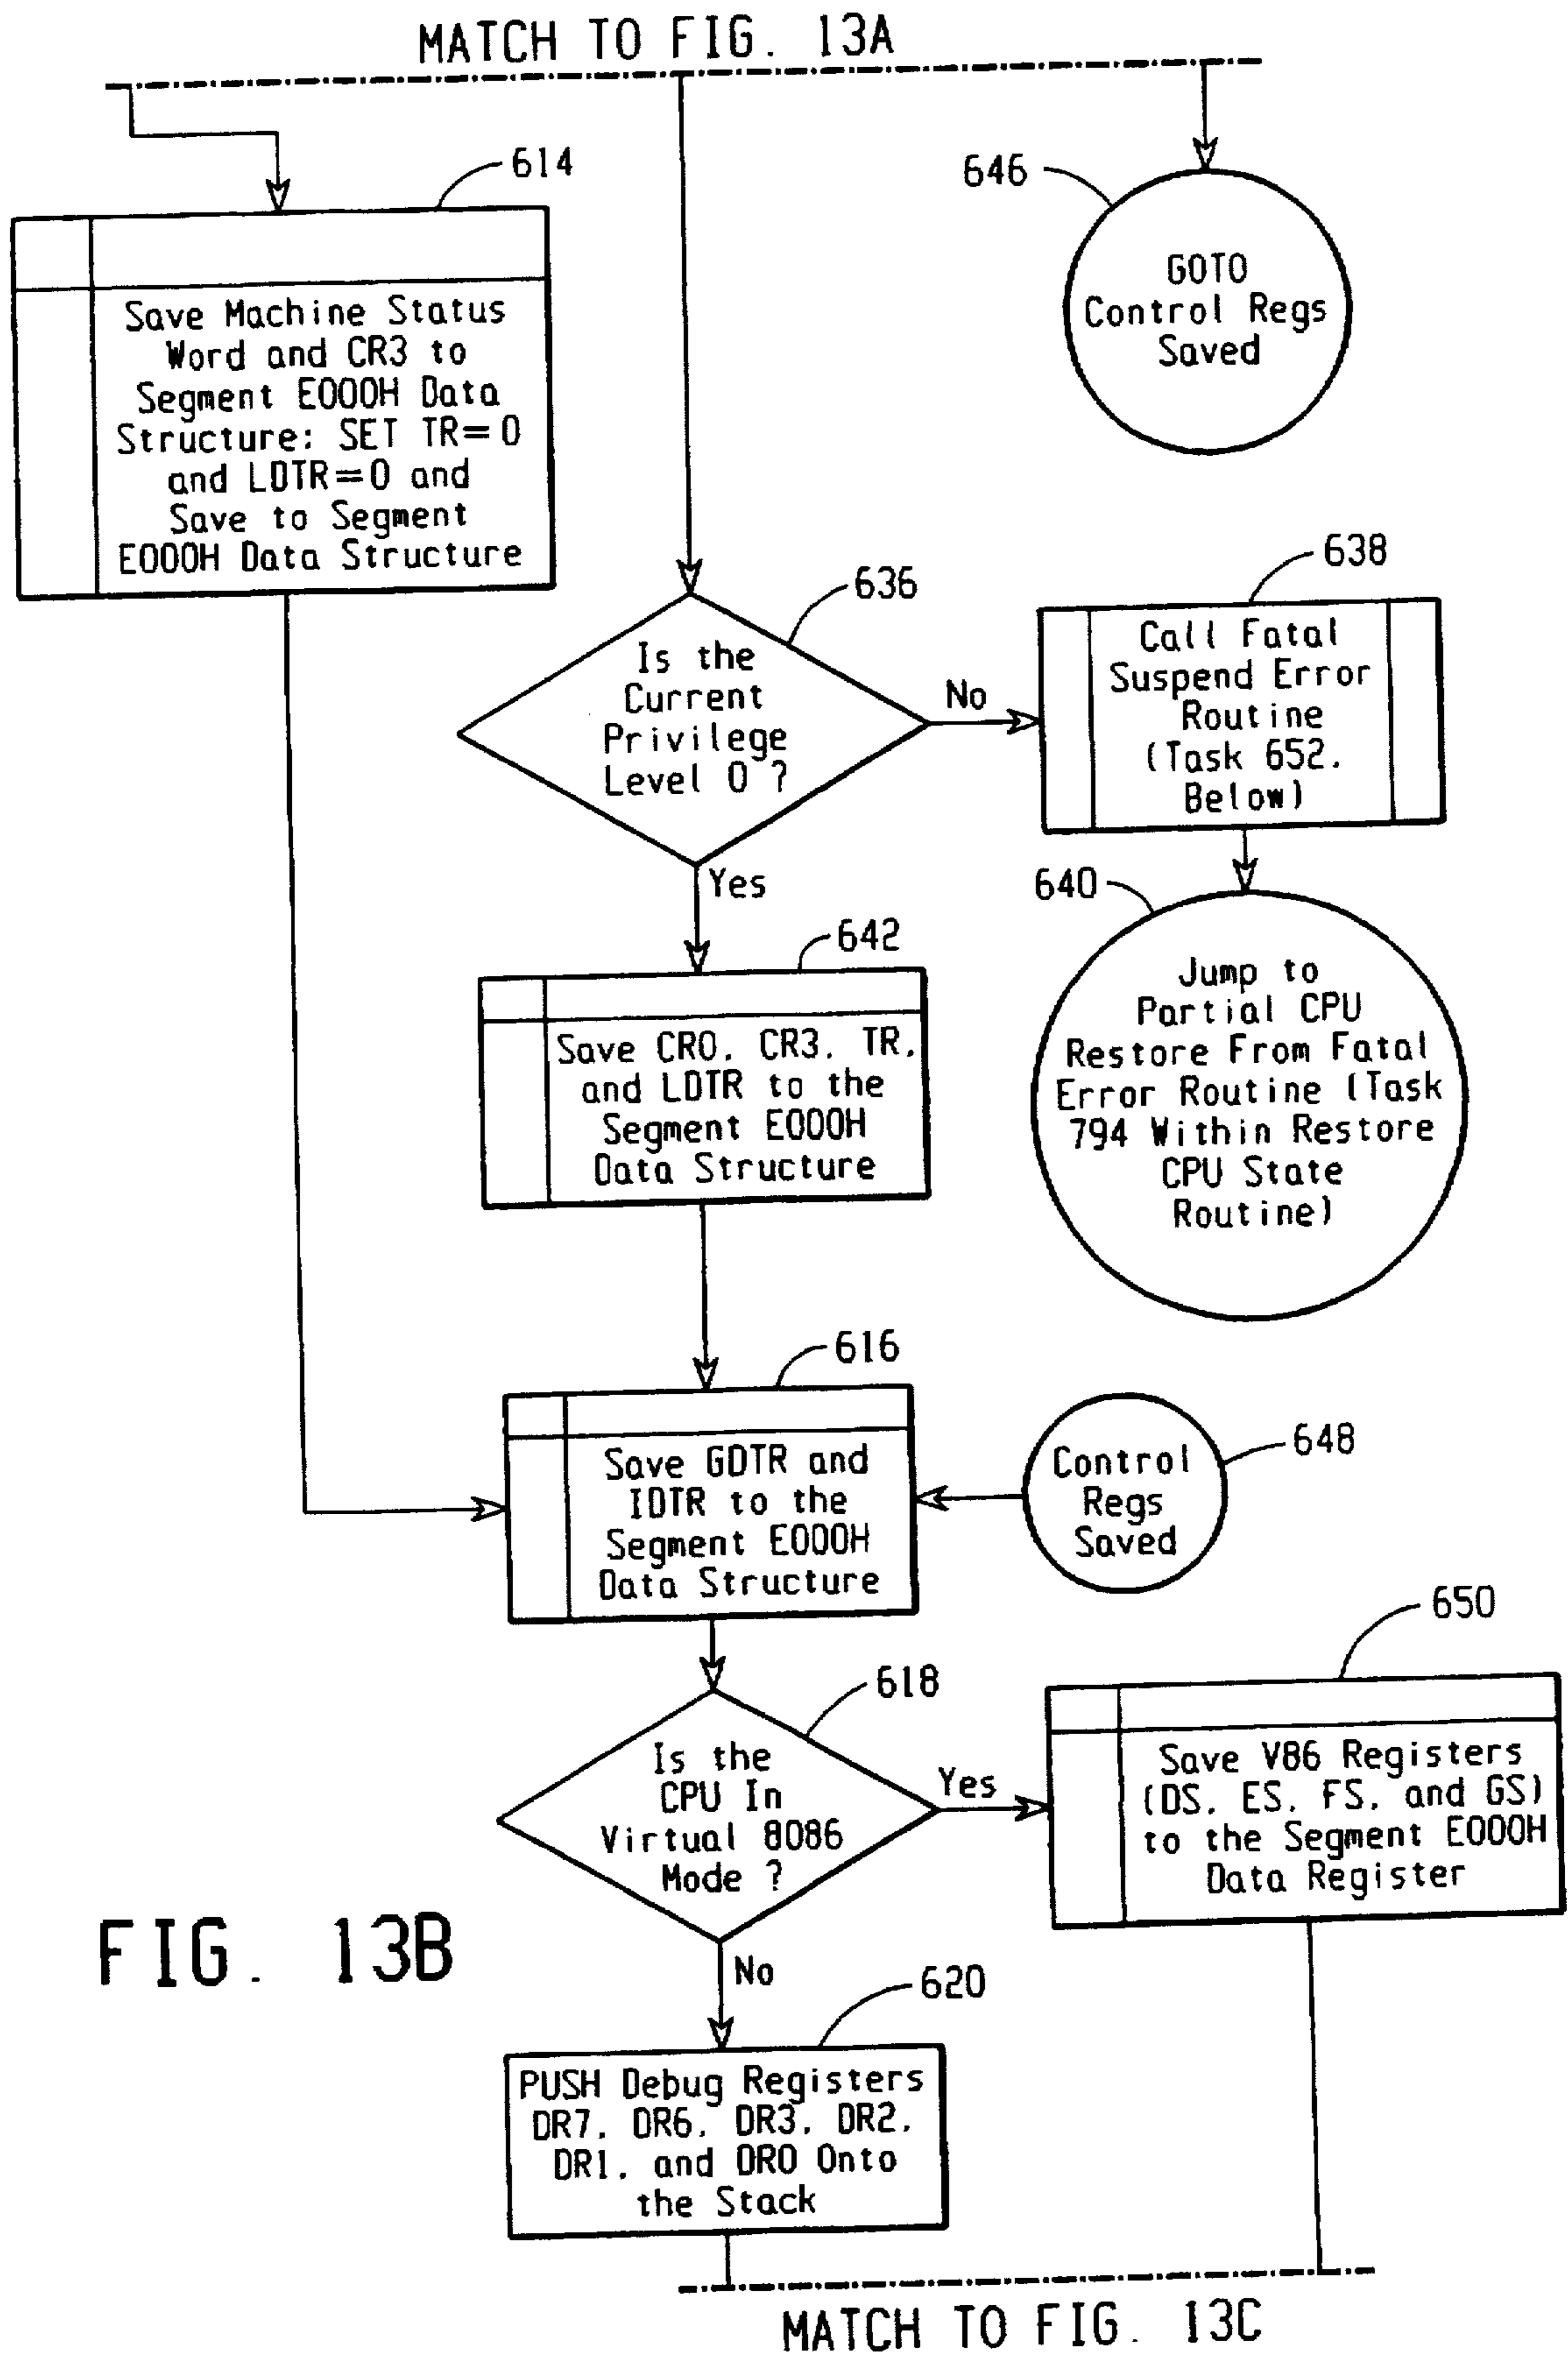 MATCH TO FIG. 13A
614
Save Machine Status
Word and CR3 to
Segment E000H Data
Structure: SET TR=0
and LDTR=0 and
Save to Segment
E000H Data Structure
646
GOTO
Control Regs
Saved
636
Is the
Current
Privilege
Level 0 ?
No
Yes
638
Call Fatal
Suspend Error
Routine
(Task 652.
Below)
640
Jump to
Partial CPU
Restore From Fatal
Error Routine (Task
794 Within Restore
CPU State
Routine)
642
Save CR0. CR3. TR.
and LDTR to the
Segment E000H
Data Structure
616
Save GDTR and
IDTR to the
Segment E000H
Data Structure
648
Control
Regs
Saved
618
Is the
CPU In
Virtual 8086
Mode ?
Yes
No
650
Save V86 Registers
(DS. ES. FS. and GS)
to the Segment E000H
Data Register
FIG. 13B
620
PUSH Debug Registers
DR7. DR6. DR3. DR2.
DR1. and DR0 Onto
the Stack
MATCH TO FIG. 13C